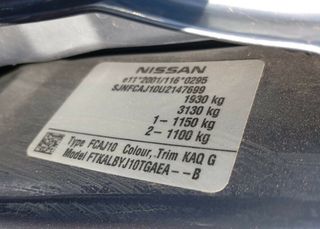 NISSAN
e11*2001/116*0295
SJNFCAJ10U2147699
1930 kg
3130 kg
1- 1150 kg
2- 1100 kg
Type FCAJ10 Colour, Trim KAQ G
Model FTKALBYJ10TGAEA---B